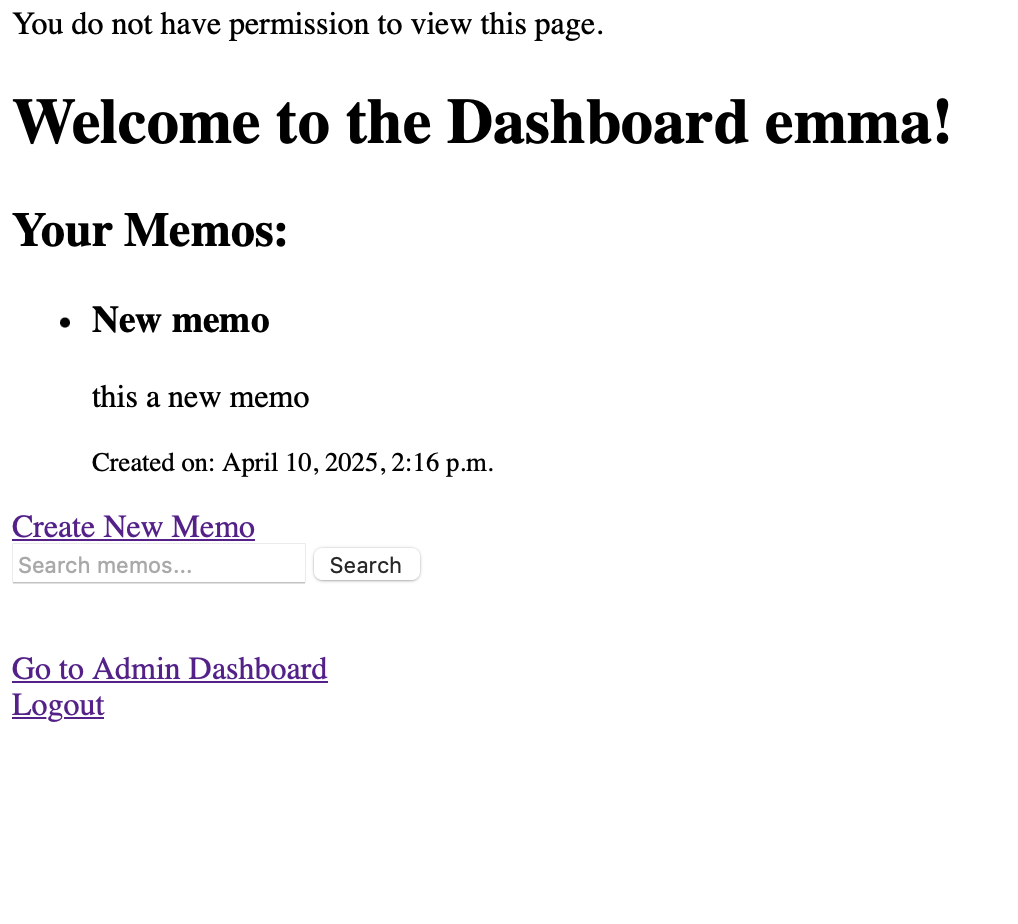 You do not have permission to view this page.
Welcome to the Dashboard emma!
Your Memos:
New memo
this a new memo
Created on: April 10, 2025, 2:16 p.m.
Create New Memo
Search memos... Search
Go to Admin Dashboard
Logout